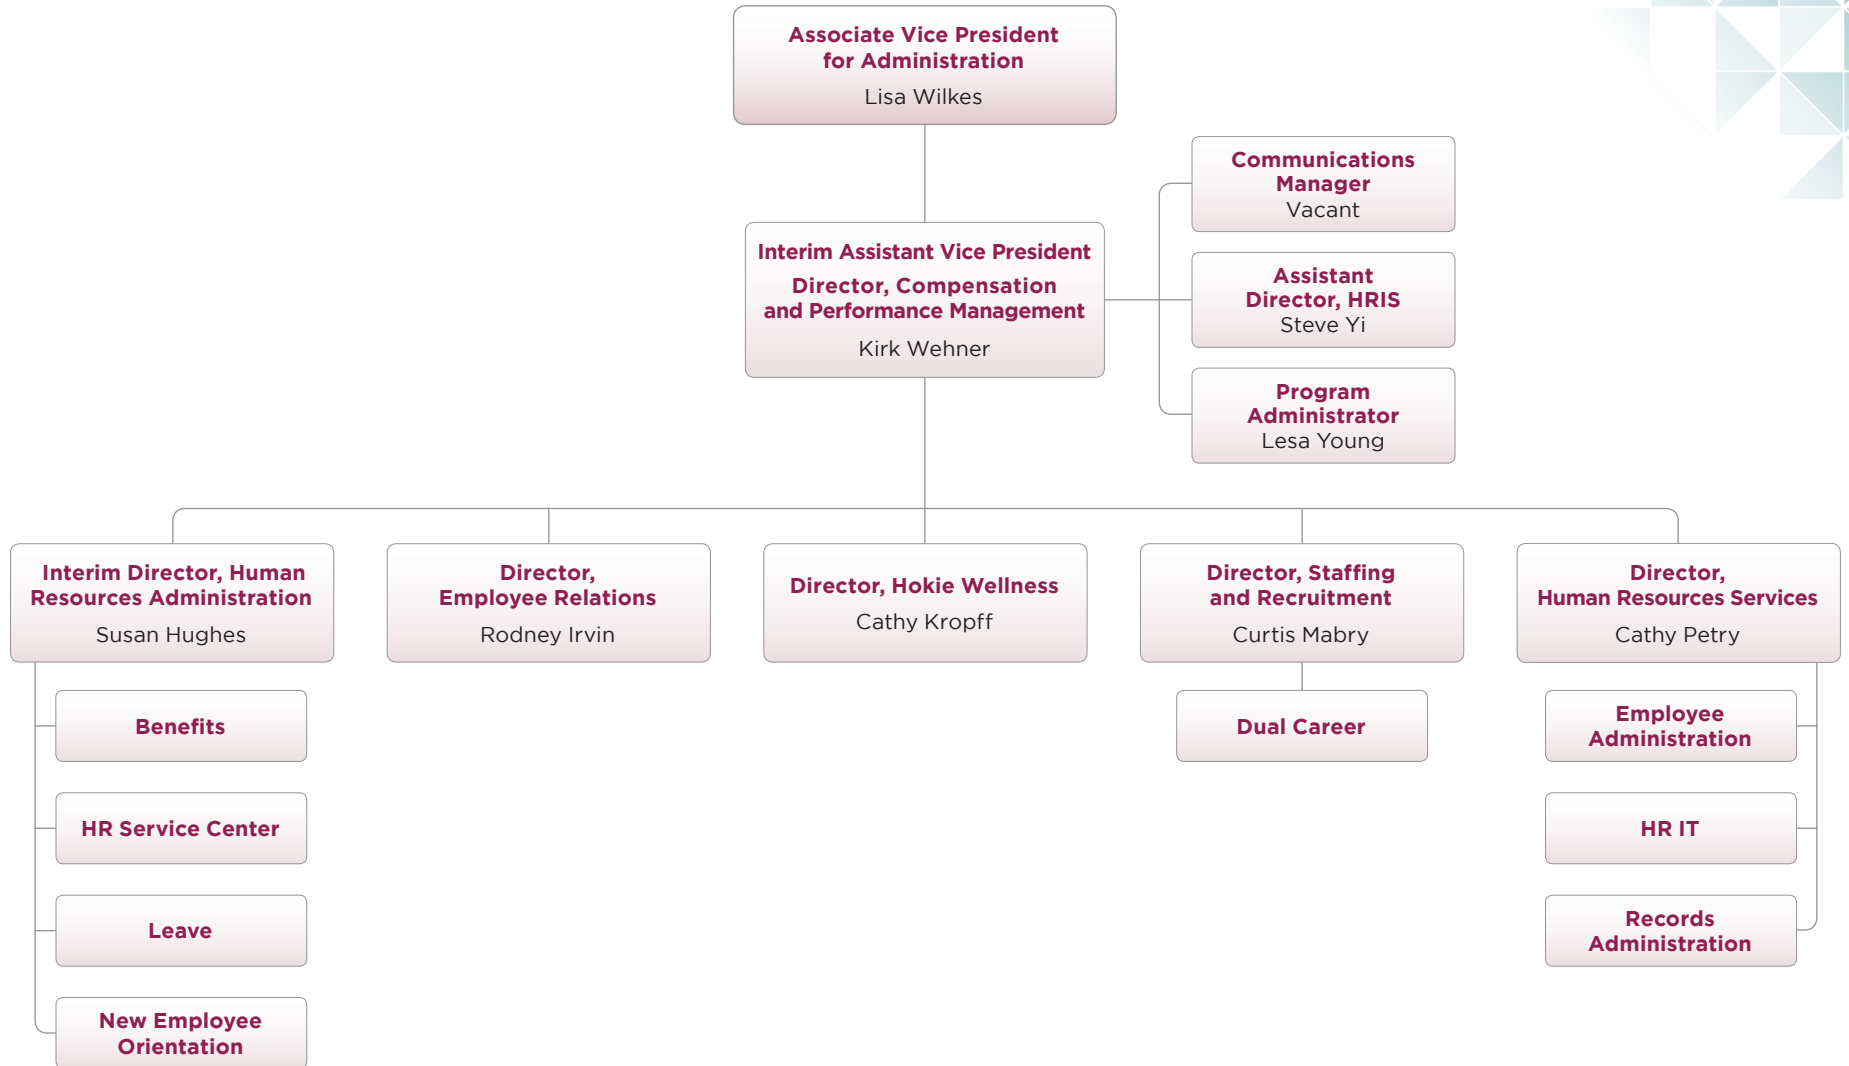 Associate Vice President
for Administration
Lisa Wilkes
Communications
Manager
Vacant
Interim Assistant Vice President
Director, Compensation
and Performance Management
Kirk Wehner
Assistant
Director, HRIS
Steve Yi
Program
Administrator
Lesa Young
Interim Director, Human
Resources Administration
Susan Hughes
Director,
Employee Relations
Rodney Irvin
Director, Hokie Wellness
Cathy Kropff
Director, Staffing
and Recruitment
Curtis Mabry
Director,
Human Resources Services
Cathy Petry
Benefits
HR Service Center
Leave
New Employee
Orientation
Dual Career
Employee
Administration
HR IT
Records
Administration